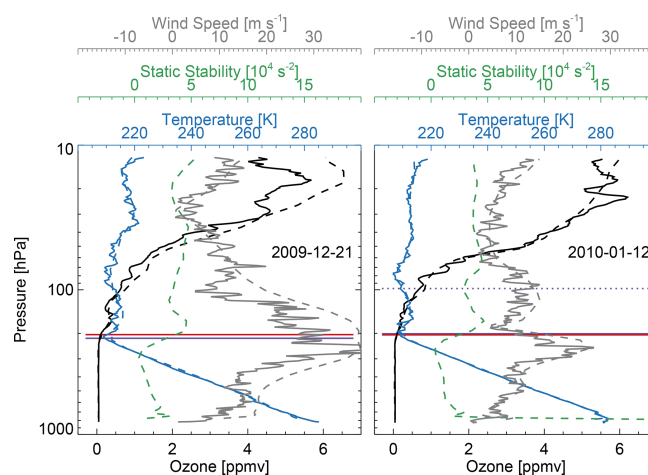 Wind Speed [m s⁻¹]
Wind Speed [m s⁻¹]
-10 0 10 20 30
-10 0 10 20 30
Static Stability [10⁴ s⁻²]
Static Stability [10⁴ s⁻²]
1 5 10 15
1 5 10 15
Temperature [K]
Temperature [K]
220 240 260 280
220 240 260 280
10
2009-12-21
2010-01-12
Pressure [hPa]
100
1000
0 2 4 6
0 2 4 6
Ozone [ppmv]
Ozone [ppmv]